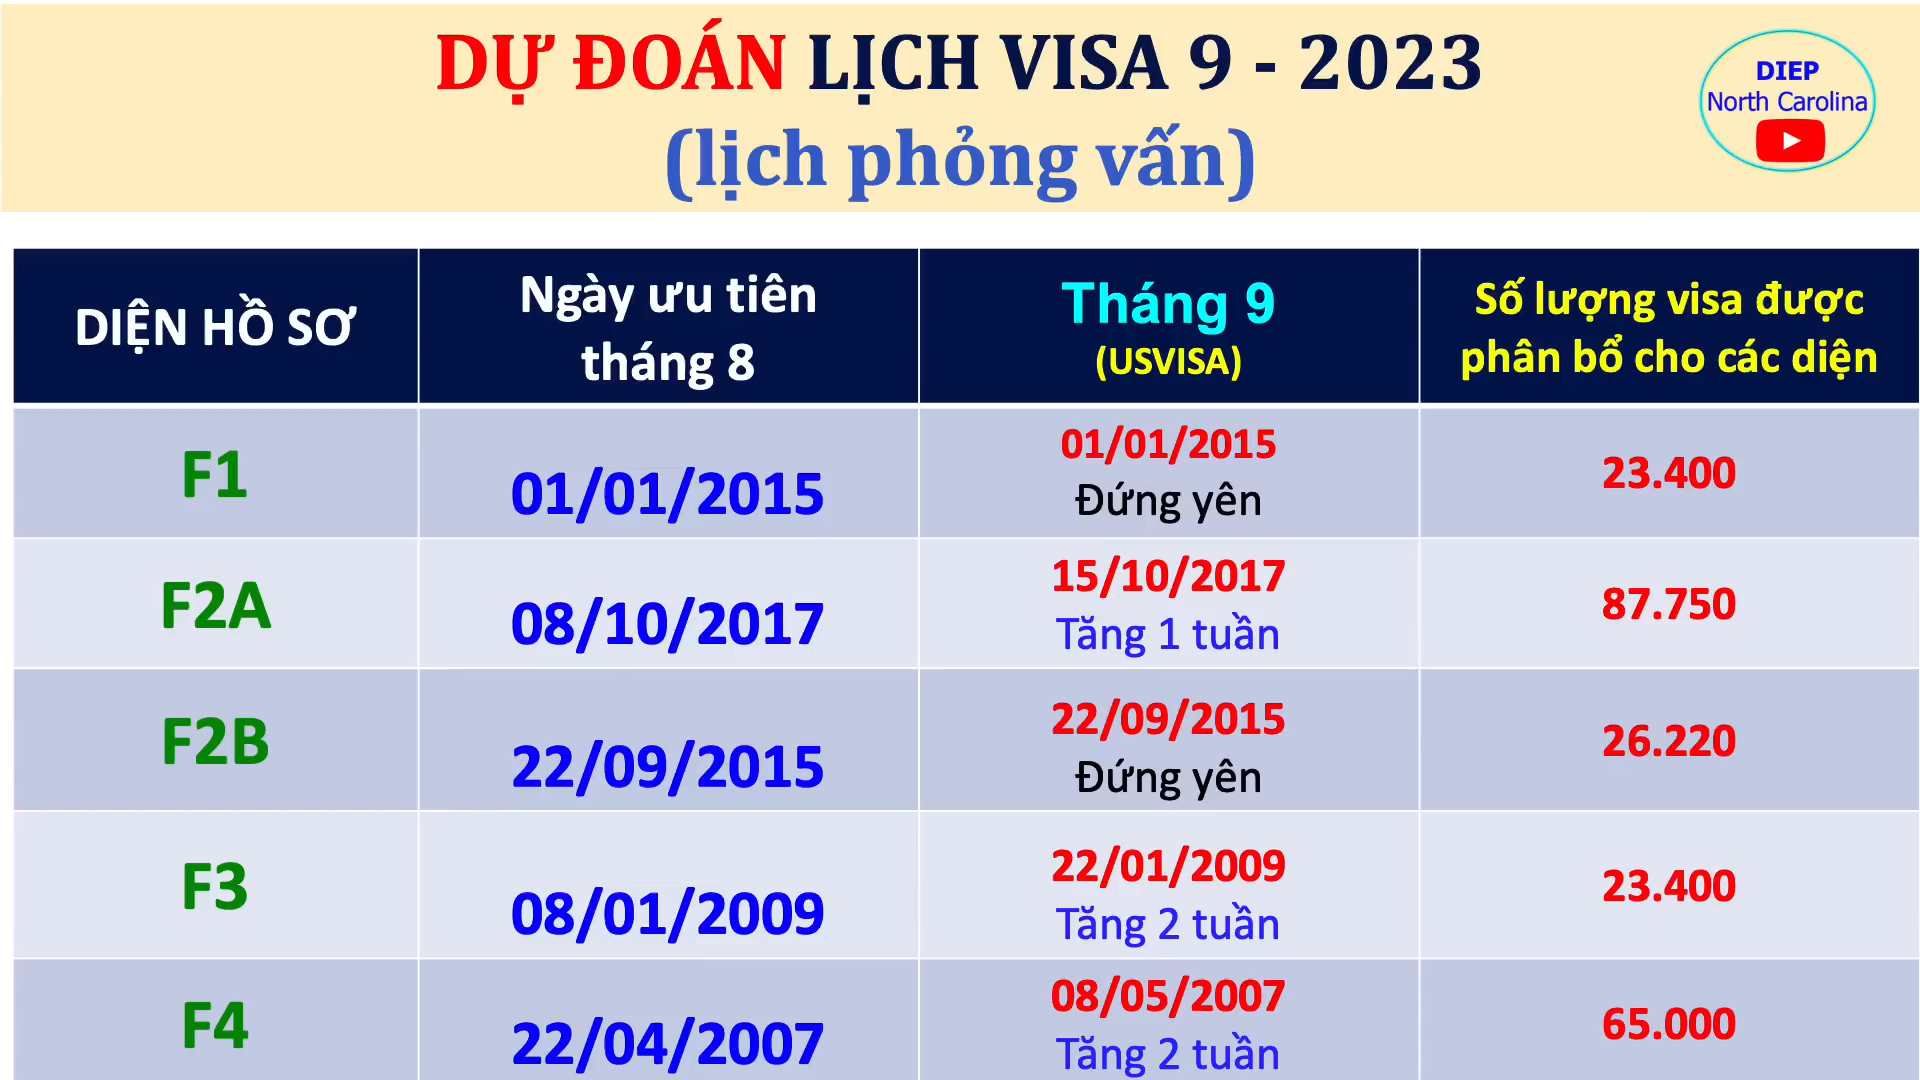 DỰ ĐOÁN LỊCH VISA 9 - 2023
(lịch phỏng vấn)
DIEP
North Carolina
DIỆN HỒ SƠ
Ngày ưu tiên
tháng 8
Tháng 9
(USVISA)
Số lượng visa được
phân bổ cho các diện
F1
01/01/2015
01/01/2015
Đứng yên
23.400
F2A
08/10/2017
15/10/2017
Tăng 1 tuần
87.750
F2B
22/09/2015
22/09/2015
Đứng yên
26.220
F3
08/01/2009
22/01/2009
Tăng 2 tuần
23.400
F4
22/04/2007
08/05/2007
Tăng 2 tuần
65.000